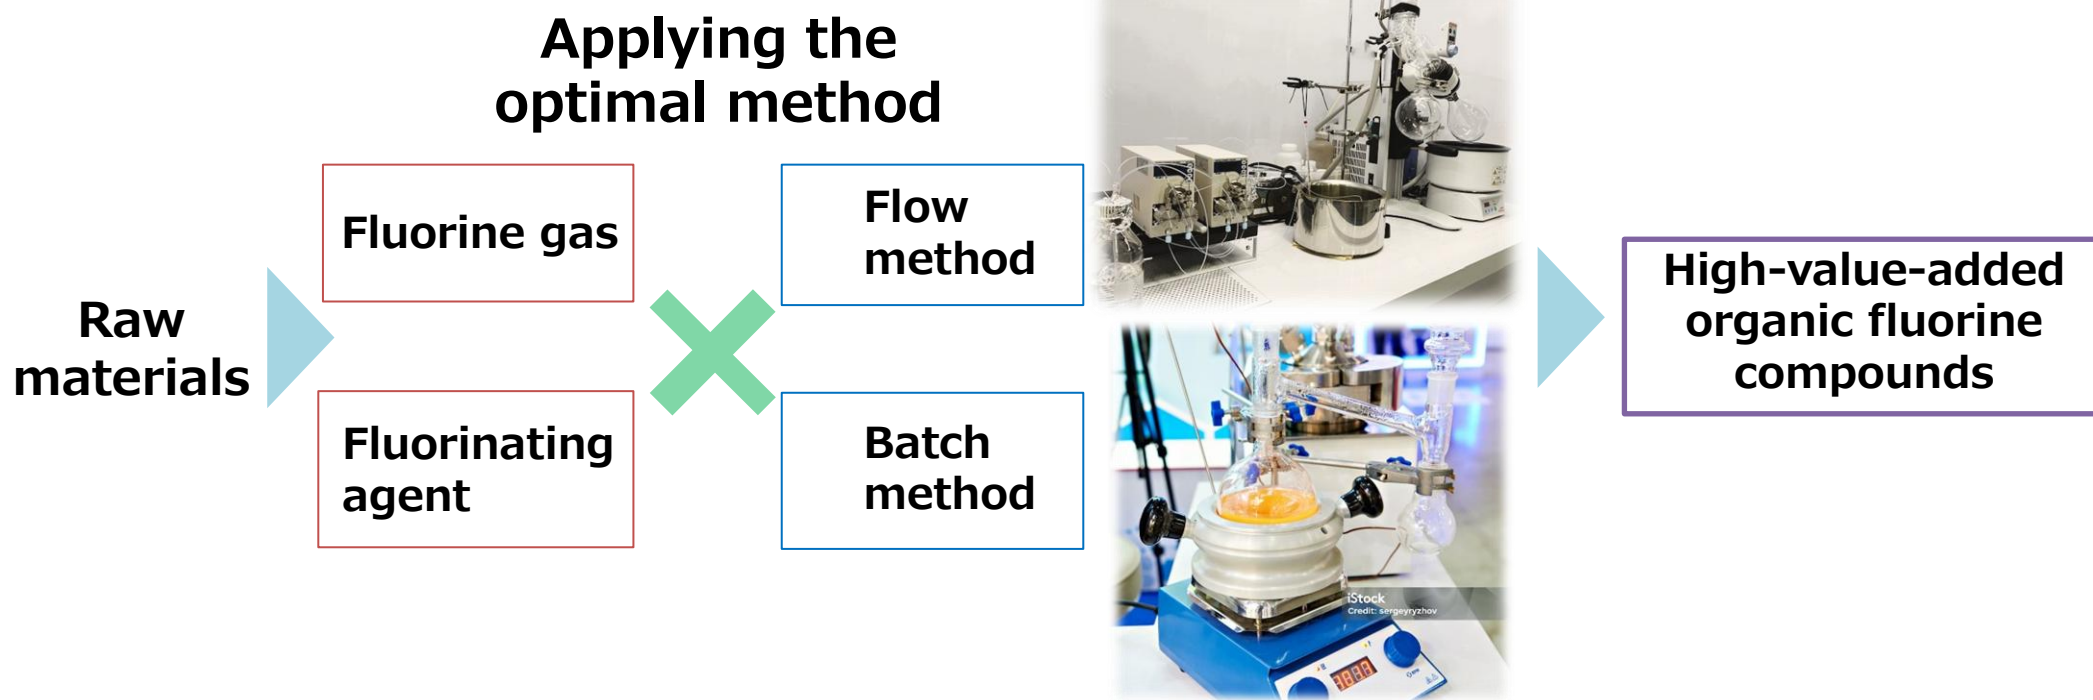 Applying the
optimal method
Raw
materials
Fluorine gas
Fluorinating
agent
Flow
method
Batch
method
iStock
Credit: sergeyryzhov
High-value-added
organic fluorine
compounds